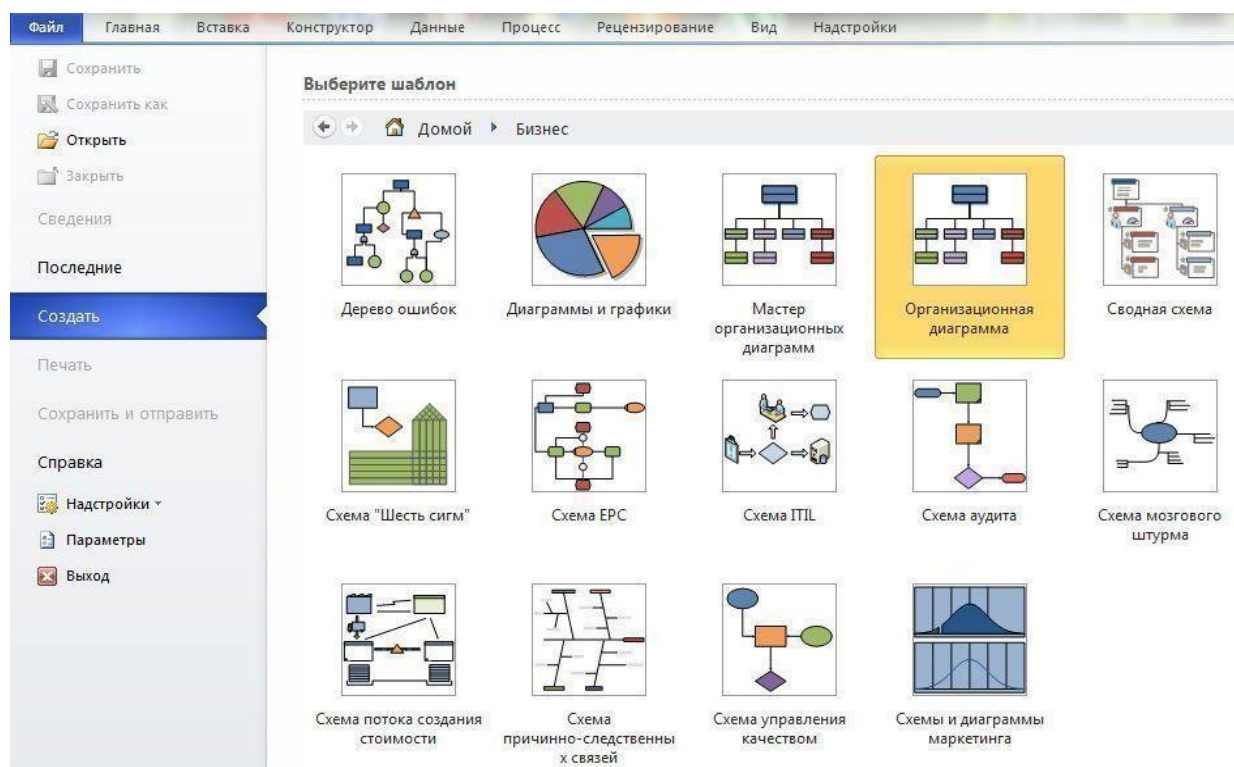 Файл Главная Вставка Конструктор Данные Процесс Рецензирование Вид Надстройки
Сохранить
Сохранить как
Открыть
Закрыть
Сведения
Последние
Создать
Печать
Сохранить и отправить
Справка
Надстройки
Параметры
Выход
Выберите шаблон
Домой Бизнес
Дерево ошибок
Диаграммы и графики
Мастер
организационных
диаграмм
Организационная
диаграмма
Сводная схема
Схема "Шесть сигм"
Схема EPC
Схема ITIL
Схема аудита
Схема мозгового
штурма
Схема потока создания
стоимости
Схема
причинно-следственны
х связей
Схема управления
качеством
Схемы и диаграммы
маркетинга